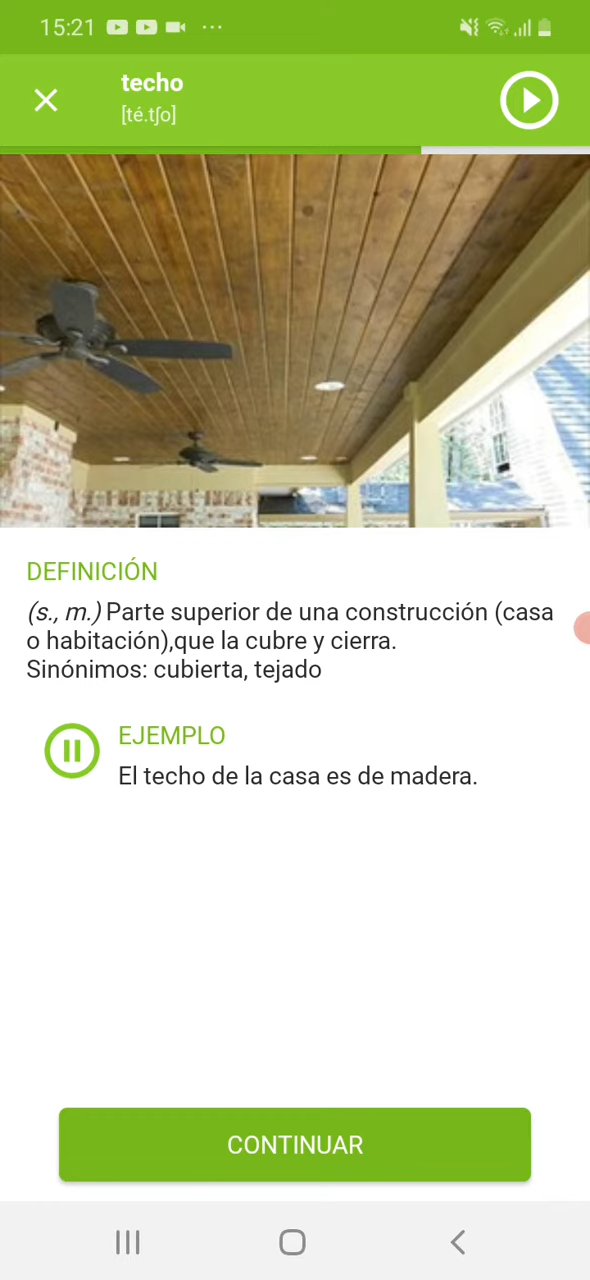 15:21
techo
[té.tʃo]
DEFINICIÓN
(s., m.) Parte superior de una construcción (casa
o habitación),que la cubre y cierra.
Sinónimos: cubierta, tejado
EJEMPLO
El techo de la casa es de madera.
CONTINUAR